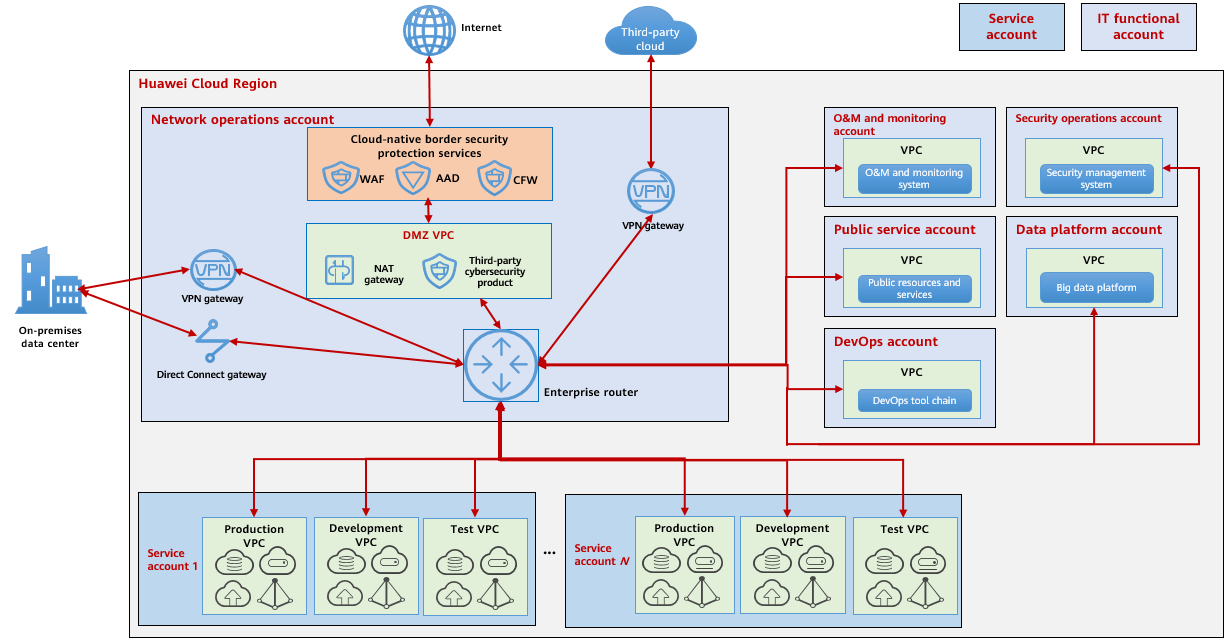 Internet
Third-party
cloud
Service
account
IT functional
account
Huawei Cloud Region
Network operations account
Cloud-native border security
protection services
WAF
AAD
CFW
DMZ VPC
NAT
gateway
Third-party
cybersecurity
product
VPN
VPN gateway
VPN
VPN gateway
On-premises
data center
Direct Connect gateway
Enterprise router
O&M and monitoring
account
VPC
O&M and monitoring
system
Security operations account
VPC
Security management
system
Public service account
VPC
Public resources and
services
Data platform account
VPC
Big data platform
DevOps account
VPC
DevOps tool chain
Service
account 1
Production
VPC
Development
VPC
Test VPC
...
Service
account N
Production
VPC
Development
VPC
Test VPC